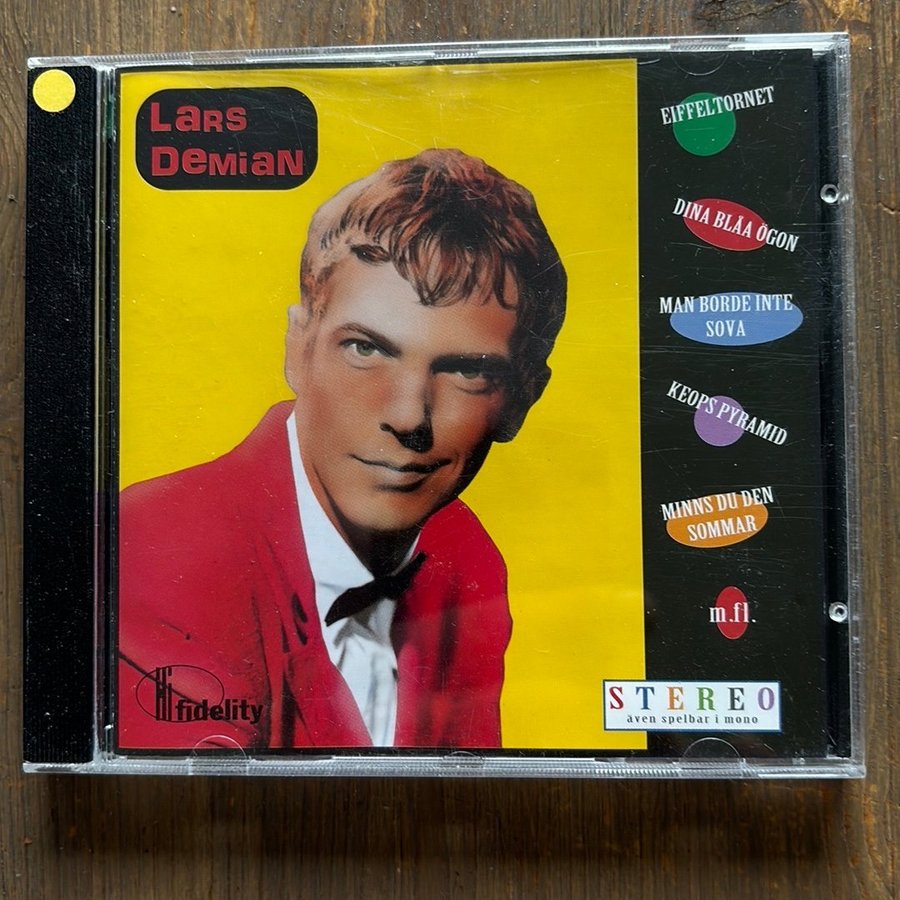 LARS
DEMIAN
EIFFELTORNET
DINA BLÅA ÖGON
MAN BORDE INTE
SOVA
KEOPS PYRAMID
MINNS DU DEN
SOMMAR
m.fl.
STEREO
även spelbar i mono
Hi fidelity